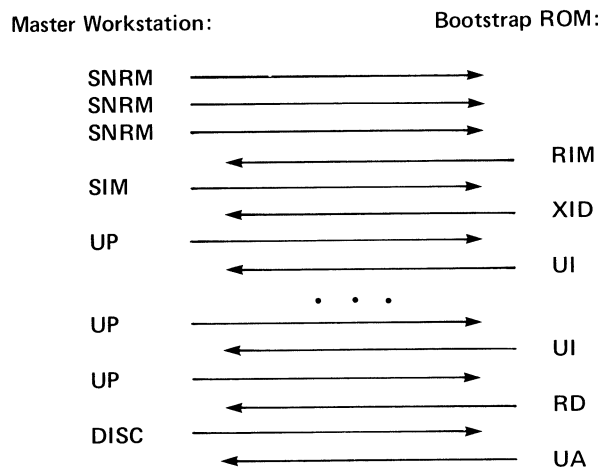 Master Workstation: Bootstrap ROM:
SNRM
SNRM
SNRM
RIM
SIM
XID
UP
UI
• • •
UP
UI
UP
RD
DISC
UA